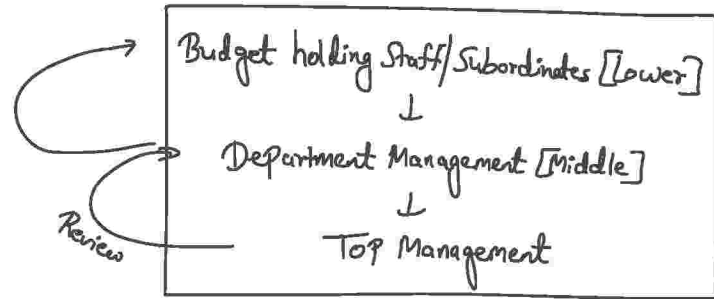 Budget holding Staff/Subordinates [Lower]
↓
Department Management [Middle]
↓
Top Management
Review